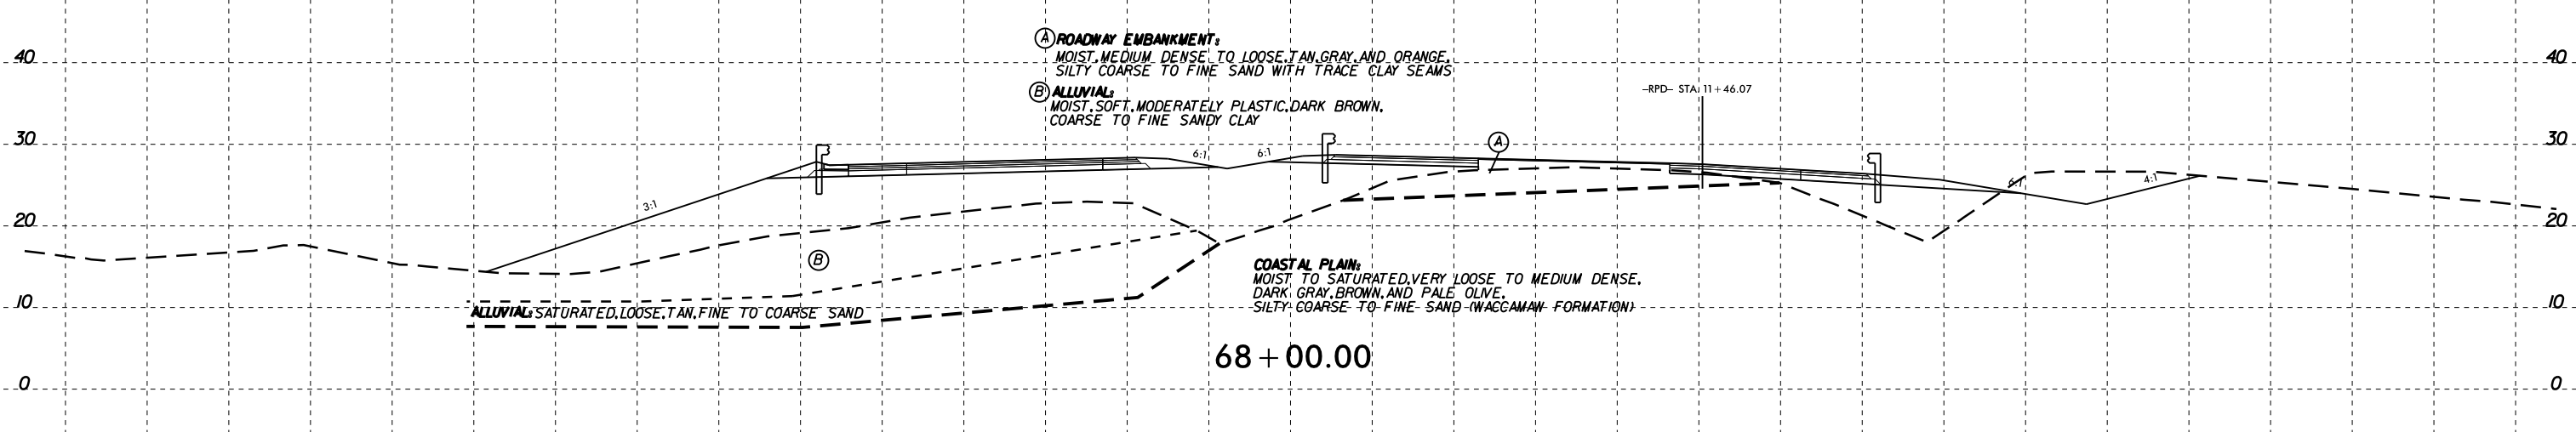 (A) ROADWAY EMBANKMENT:
MOIST, MEDIUM DENSE TO LOOSE, TAN, GRAY, AND ORANGE,
SILTY COARSE TO FINE SAND WITH TRACE CLAY SEAMS
40 40
(B) ALLUVIAL:
MOIST, SOFT, MODERATELY PLASTIC, DARK BROWN,
COARSE TO FINE SANDY CLAY
-RPD- STA. 11+46.07
30 30
A
6:1 6:1
3:1 6:1 4:1
20 20
B
COASTAL PLAIN:
MOIST TO SATURATED, VERY LOOSE TO MEDIUM DENSE,
DARK GRAY, BROWN, AND PALE OLIVE,
SILTY COARSE TO FINE SAND (WACCAMAW FORMATION)
10 10
ALLUVIAL: SATURATED, LOOSE, TAN, FINE TO COARSE SAND
68+00.00
0 0